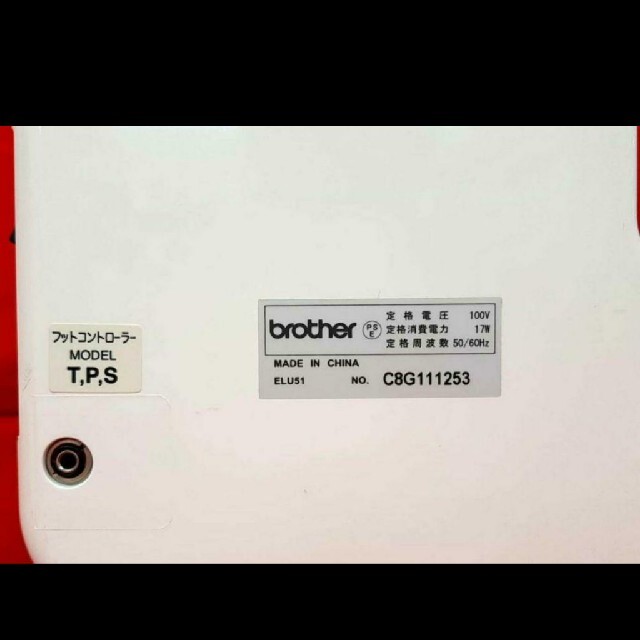 フットコントローラー
MODEL
T,P,S
brother
PS
E
定格電圧 100V
定格消費電力 17W
定格周波数 50/60Hz
MADE IN CHINA
ELU51 NO. C8G111253